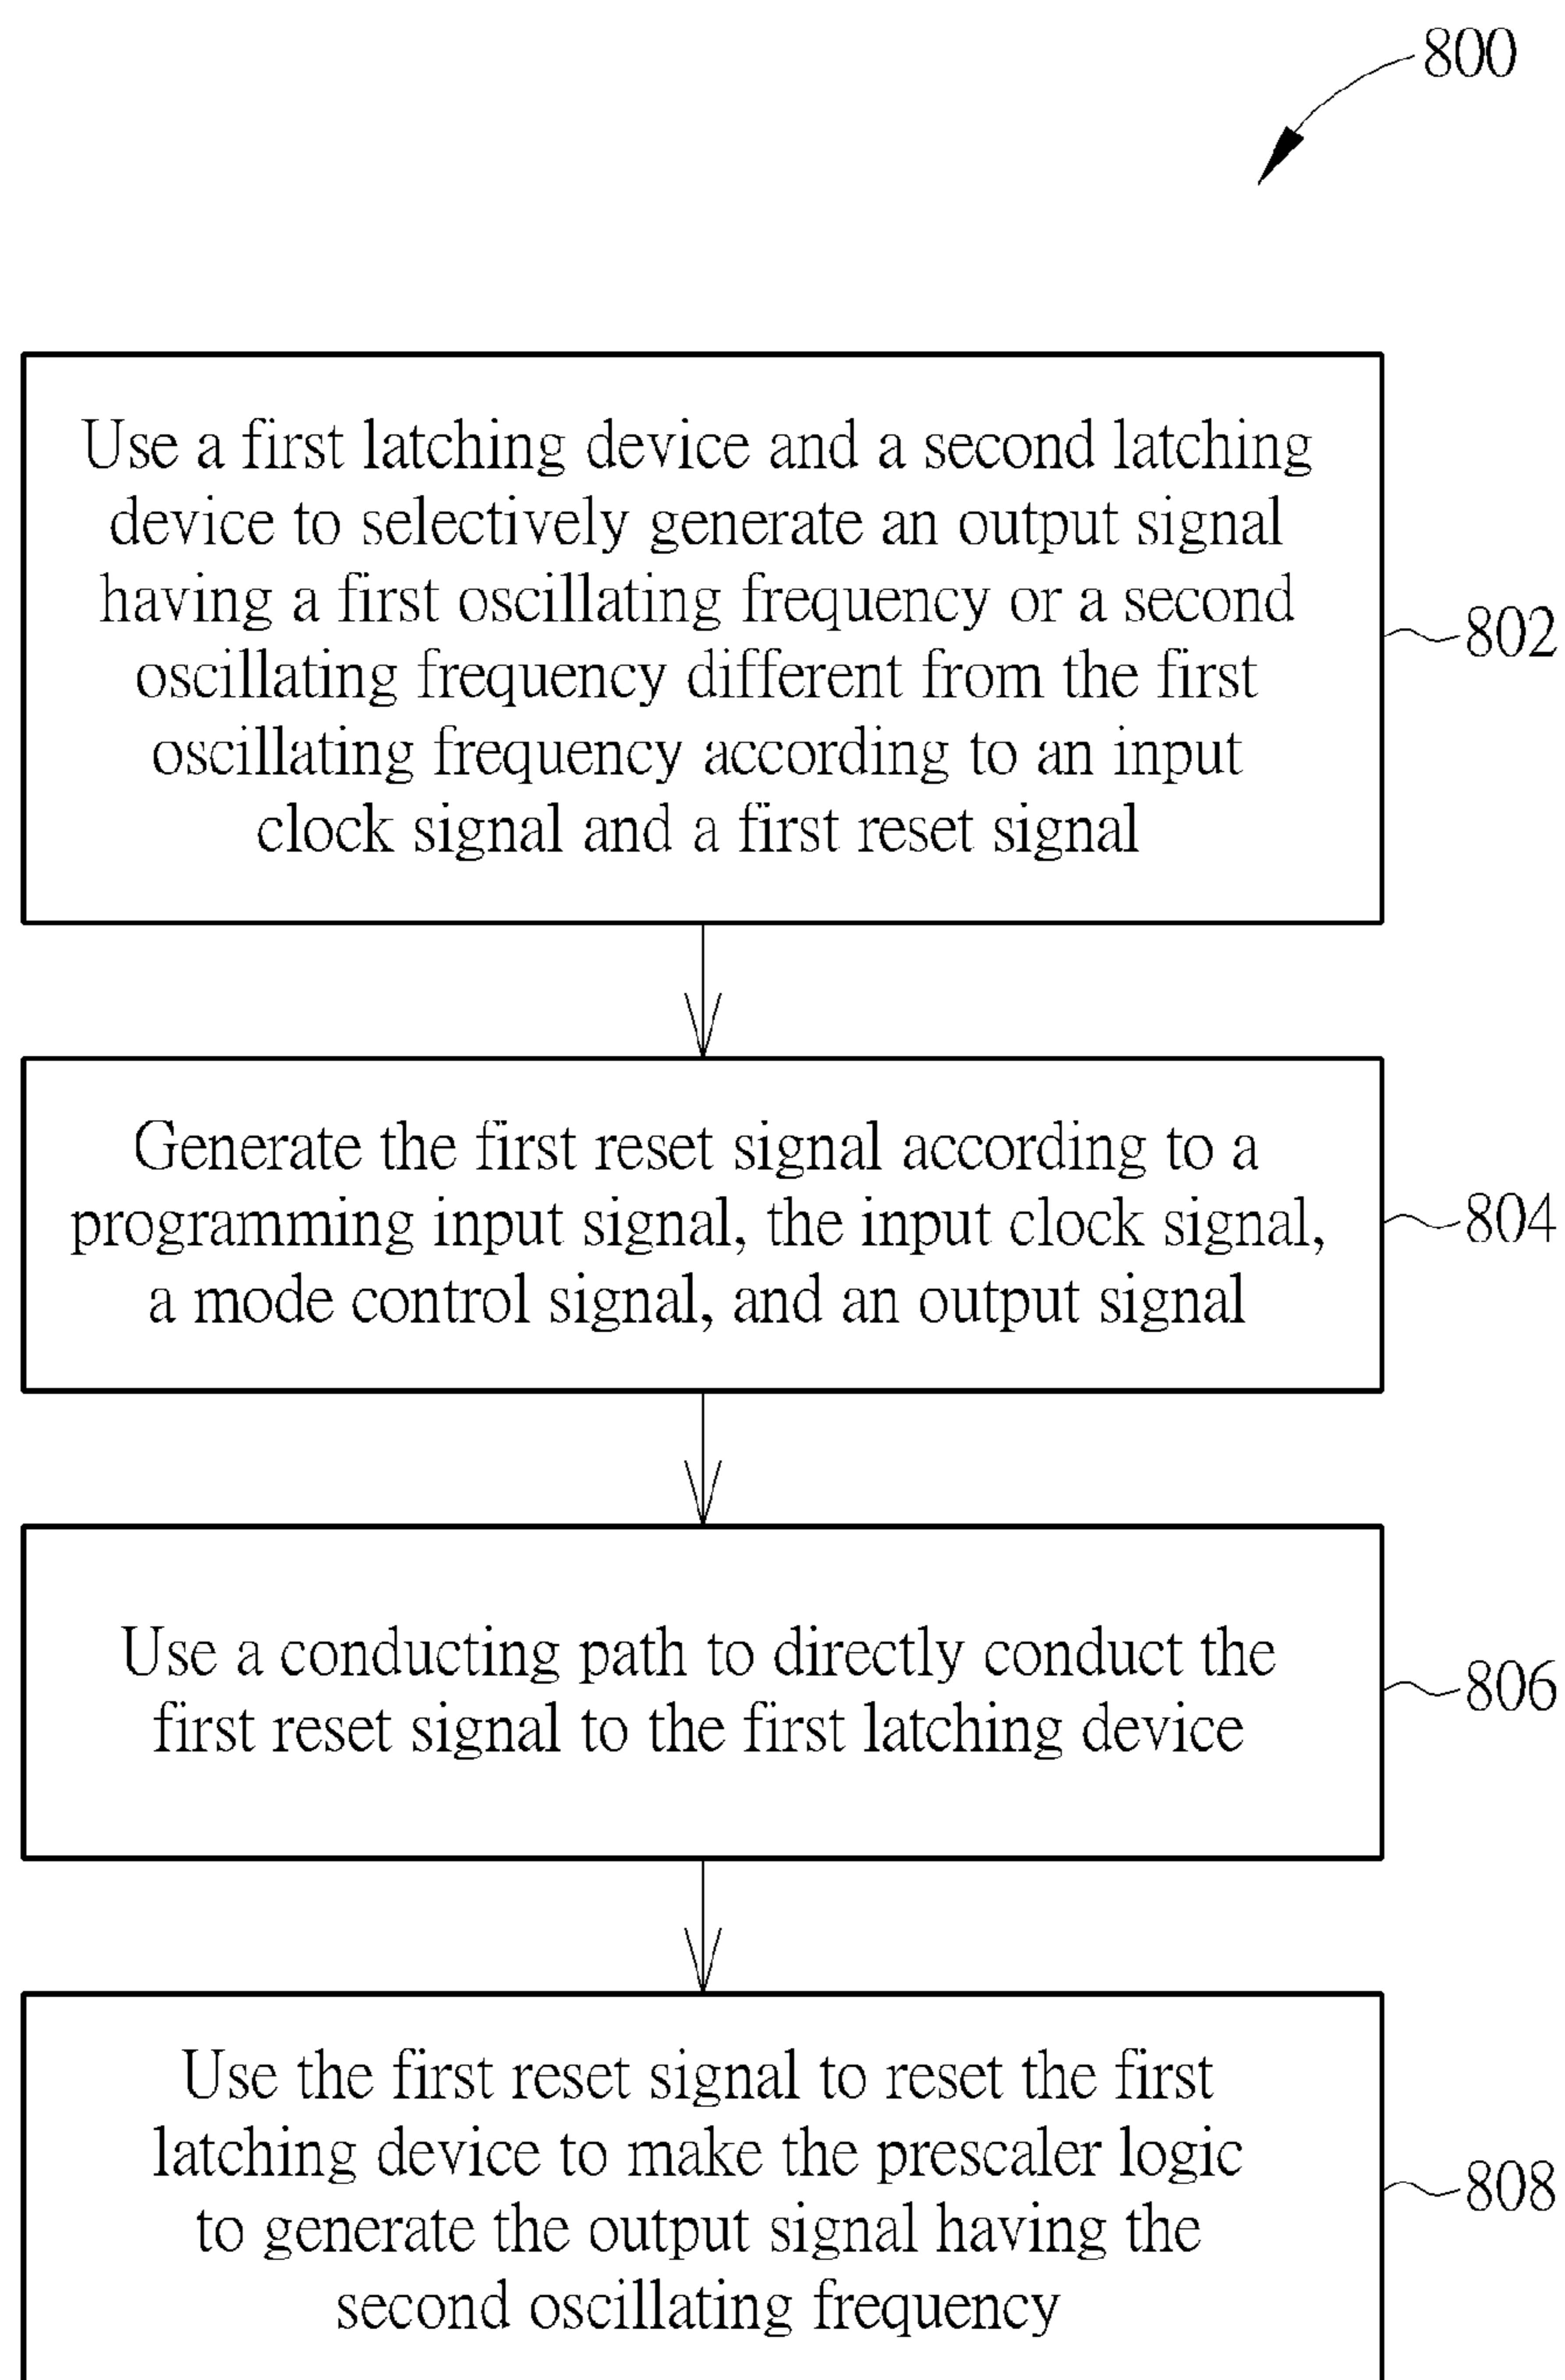 800
Use a first latching device and a second latching
device to selectively generate an output signal
having a first oscillating frequency or a second
oscillating frequency different from the first
oscillating frequency according to an input
clock signal and a first reset signal
802
Generate the first reset signal according to a
programming input signal, the input clock signal,
a mode control signal, and an output signal
804
Use a conducting path to directly conduct the
first reset signal to the first latching device
806
Use the first reset signal to reset the first
latching device to make the prescaler logic
to generate the output signal having the
second oscillating frequency
808